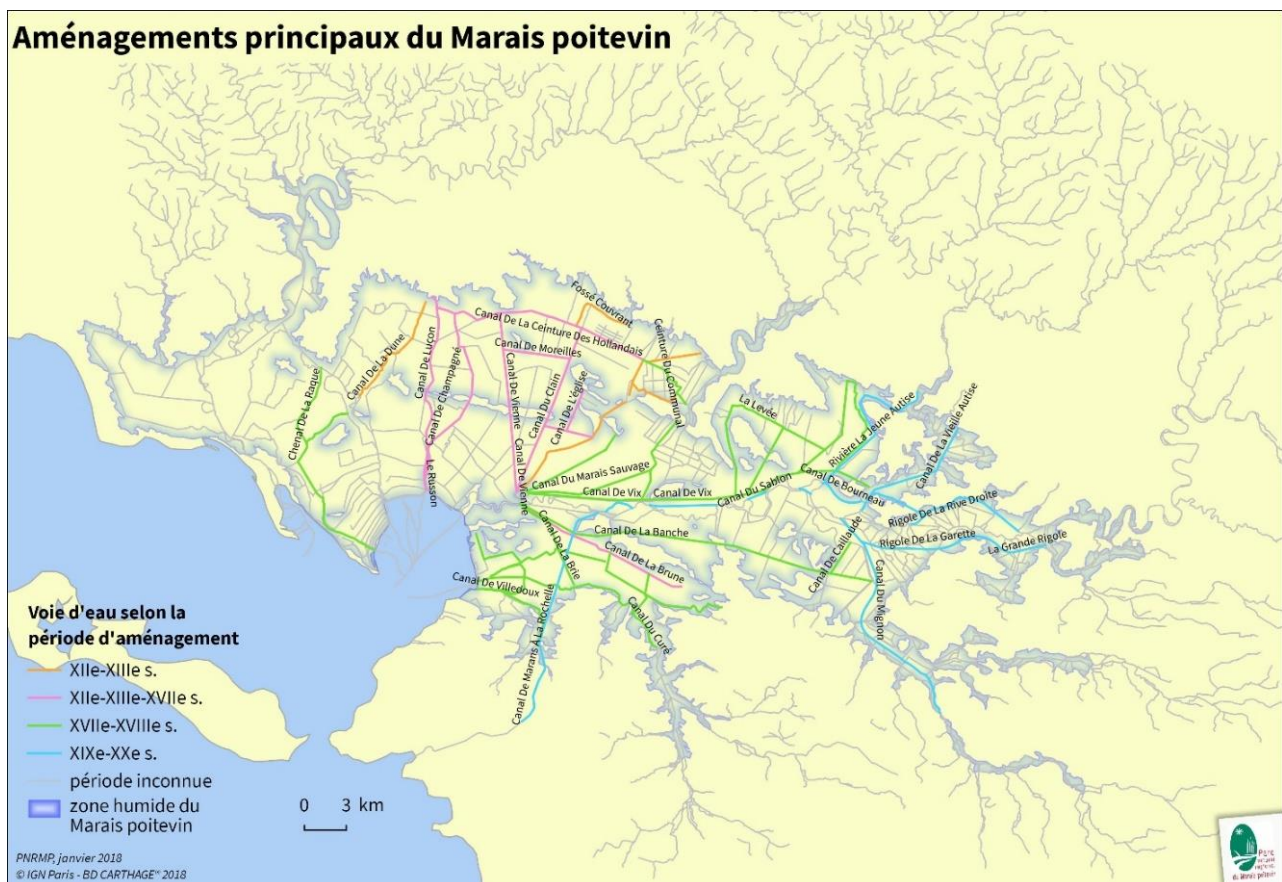 Aménagements principaux du Marais poitevin
Fossé Couvrant
Canal De La Ceinture Des Hollandais
Canal De La Dune
Canal De Luçon
Canal De Champagné
Canal De Moreilles
Ceinture Du Communal
Canal De Vienne
Canal Du Clain
Canal De L'église
Chenal De La Raque
La Levée
Rivière La Jeune Autise
Canal De La Vieille Autise
Le Russon
Canal De Vienne
Canal Du Marais Sauvage
Canal De Vix
Canal De Vix
Canal Du Sablon
Canal De Bourneau
Rigole De La Rive Droite
Canal De La Banche
Canal De La Brie
Canal De La Brune
Canal De Caillaude
Rigole De La Garette
La Grande Rigole
Canal De Villedoux
Canal Du Mignon
Canal Du Curé
Canal De Marans À La Rochelle
Voie d'eau selon la
période d'aménagement
XIIe-XIIIe s.
XIIe-XIIIe-XVIIe s.
XVIIe-XVIIIe s.
XIXe-XXe s.
période inconnue
zone humide du
Marais poitevin
0 3 km
PNRMP, janvier 2018
© IGN Paris - BD CARTHAGE® 2018
Parc
naturel
régional
du Marais poitevin